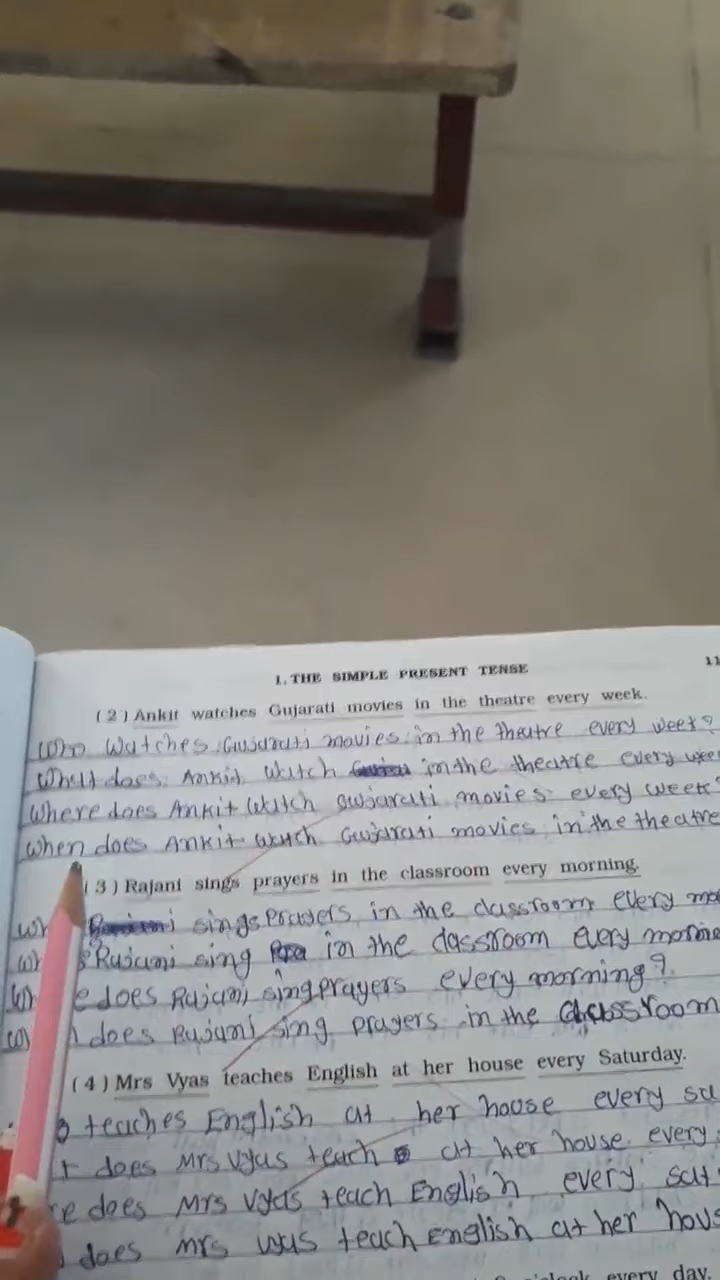 1. THE SIMPLE PRESENT TENSE
11
(2) Ankit watches Gujarati movies in the theatre every week.
Who watches Gujarati movies in the theatre every week?
What does Ankit watch in the theatre every
Where does Ankit watch Gujarati movies every week?
When does Ankit watch Gujarati movies in the theatre
(3) Rajani sings prayers in the classroom every morning.
sings Prayers in the classroom every
Rajani sing in the classroom every
does Rajani sing prayers every morning?
does Rajani sing prayers in the classroom
(4) Mrs Vyas teaches English at her house every Saturday.
teaches English at her house every
does Mrs Vyas teach at her house every
does Mrs Vyas teach English every
does Mrs Vyas teach English at her
every day